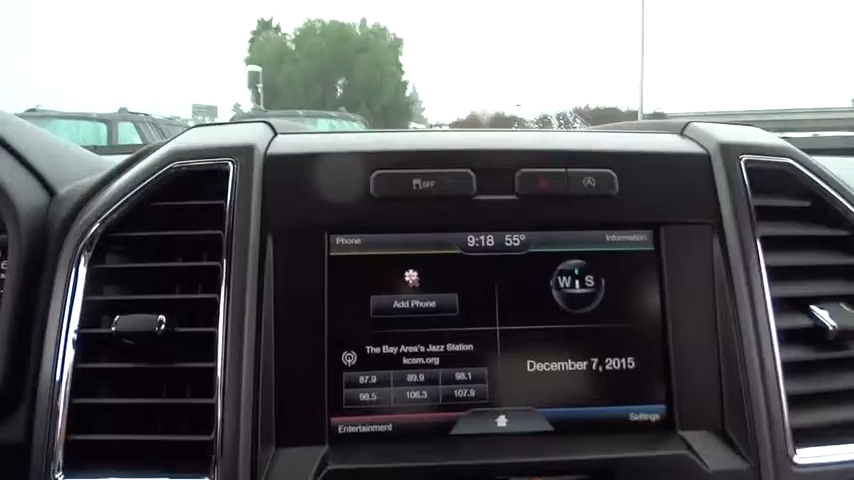 OFF
Phone
9:18 55°
Information
Add Phone
W S
The Bay Area's Jazz Station
kcsm.org
87.9 89.9 98.1
98.5 106.3 107.9
December 7, 2015
Entertainment
Settings